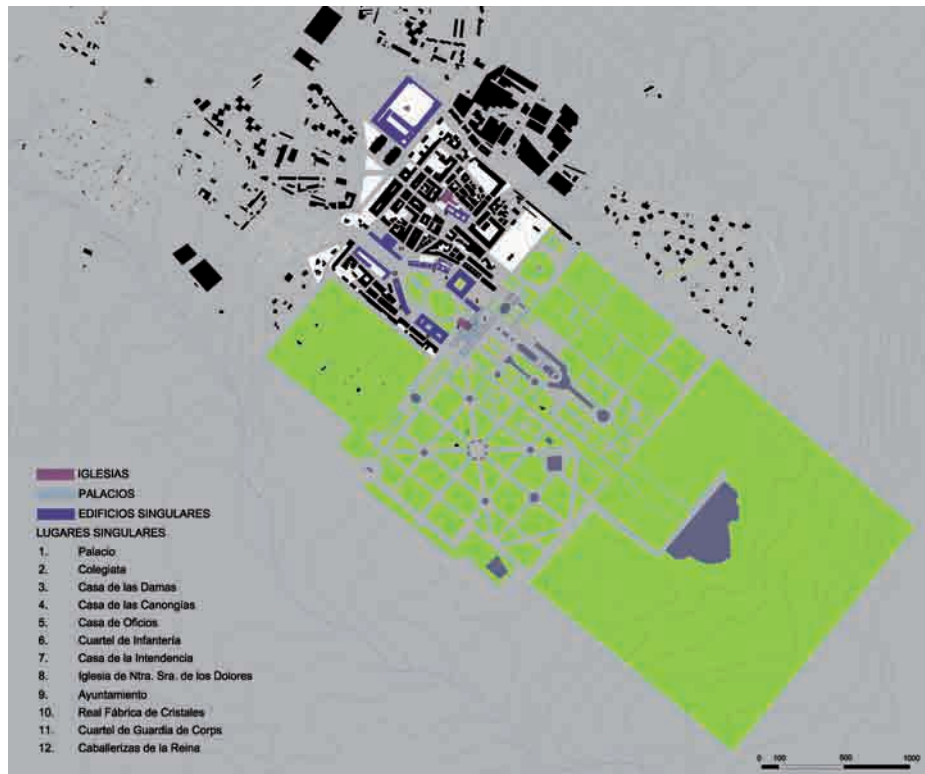 IGLESIAS
PALACIOS
EDIFICIOS SINGULARES
LUGARES SINGULARES
1. Palacio
2. Colegiata
3. Casa de las Damas
4. Casa de las Canongías
5. Casa de Oficios
6. Cuartel de Infantería
7. Casa de la Intendencia
8. Iglesia de Ntra. Sra. de los Dolores
9. Ayuntamiento
10. Real Fábrica de Cristales
11. Cuartel de Guardia de Corps
12. Caballerizas de la Reina
0 100 500 1000